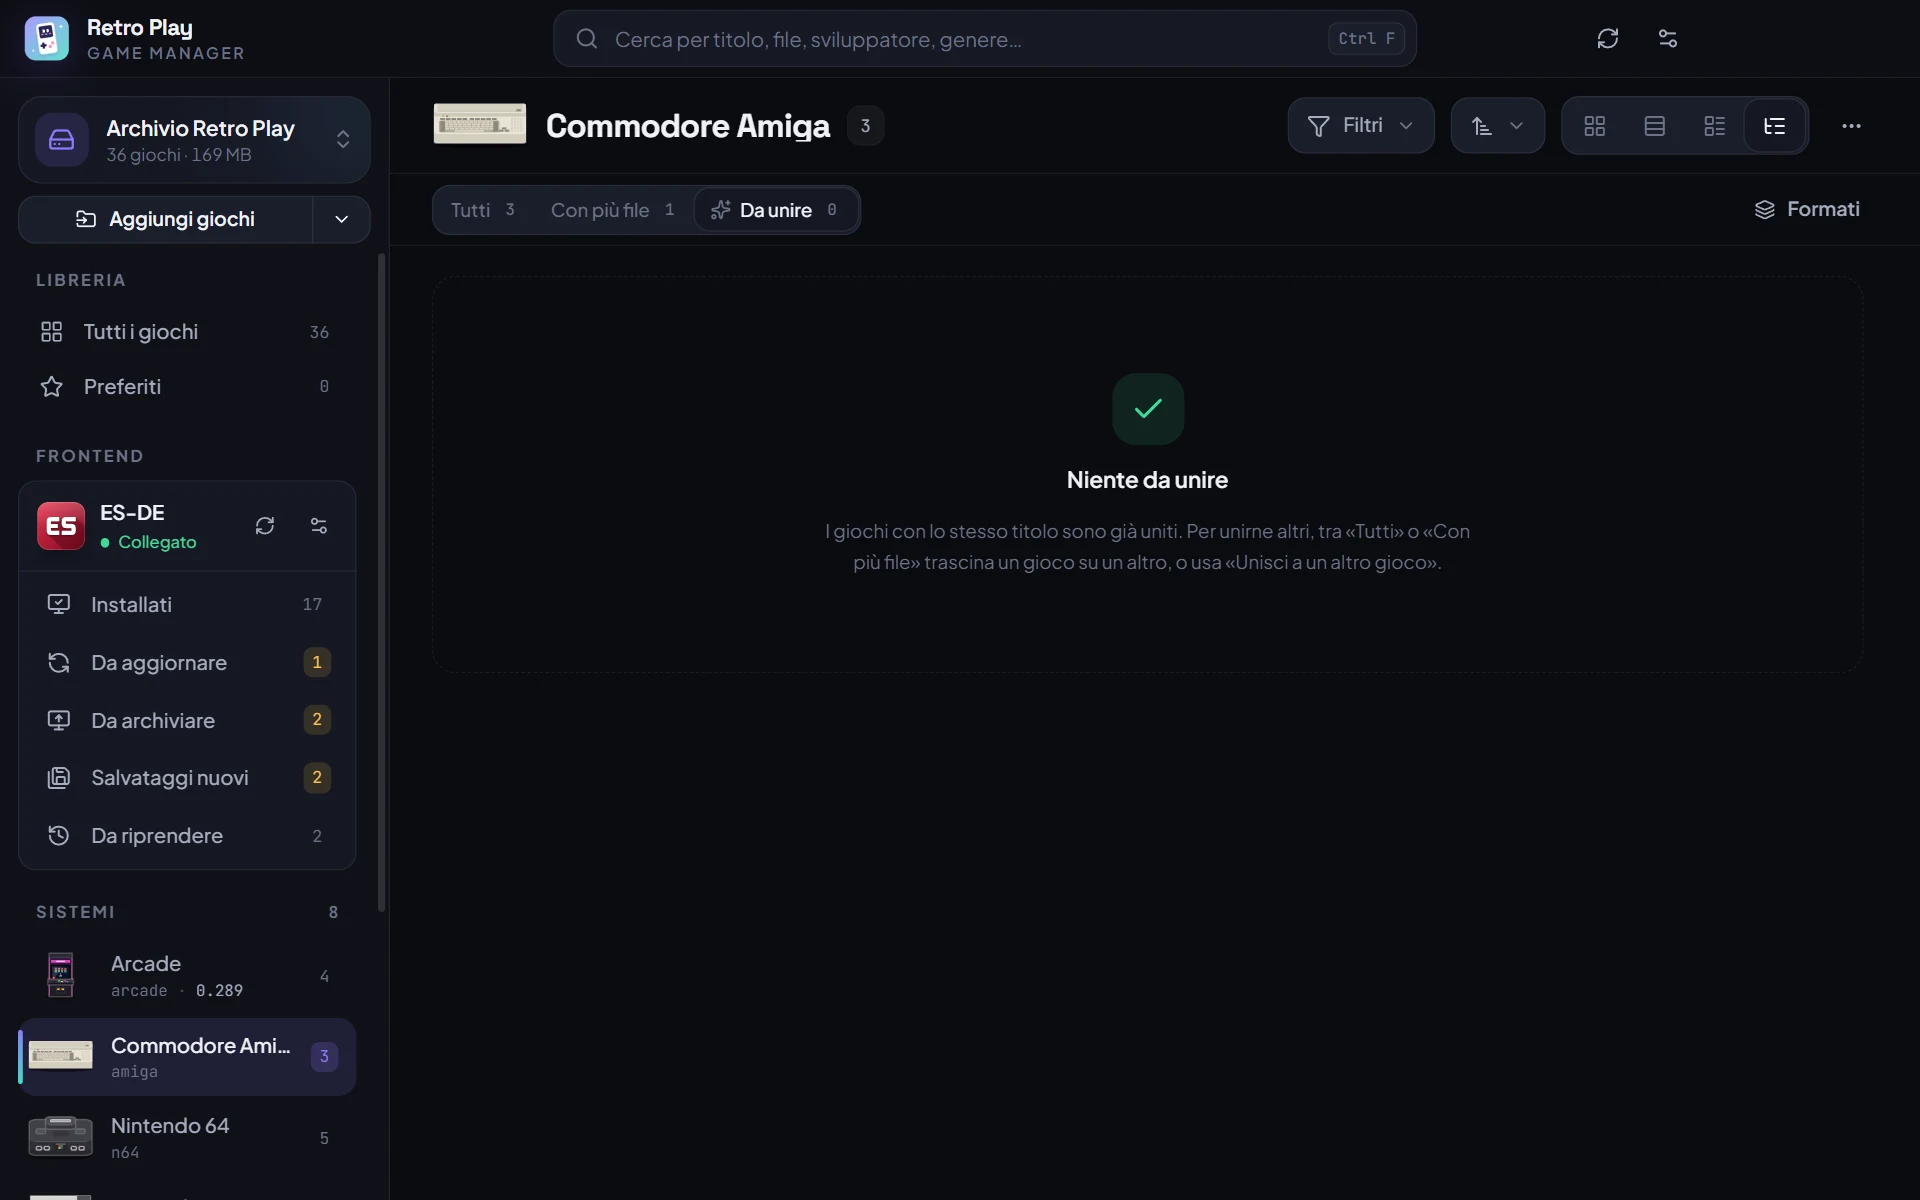 Retro Play
GAME MANAGER
Cerca per titolo, file, sviluppatore, genere…
Ctrl F
Archivio Retro Play
36 giochi · 169 MB
Aggiungi giochi
LIBRERIA
Tutti i giochi 36
Preferiti 0
FRONTEND
ES
ES-DE
Collegato
Installati 17
Da aggiornare 1
Da archiviare 2
Salvataggi nuovi 2
Da riprendere 2
SISTEMI 8
Arcade
arcade · 0.289
4
Commodore Ami…
amiga
3
Nintendo 64
n64
5
Commodore Amiga 3
Filtri
Tutti 3
Con più file 1
Da unire 0
Formati
Niente da unire
I giochi con lo stesso titolo sono già uniti. Per unirne altri, tra «Tutti» o «Con
più file» trascina un gioco su un altro, o usa «Unisci a un altro gioco».